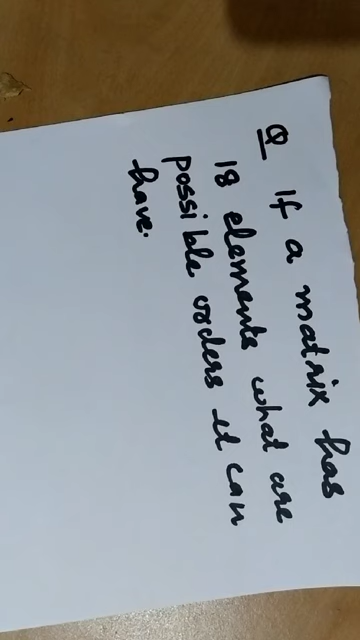 Q If a matrix has
18 elements what are
possible orders it can
have.